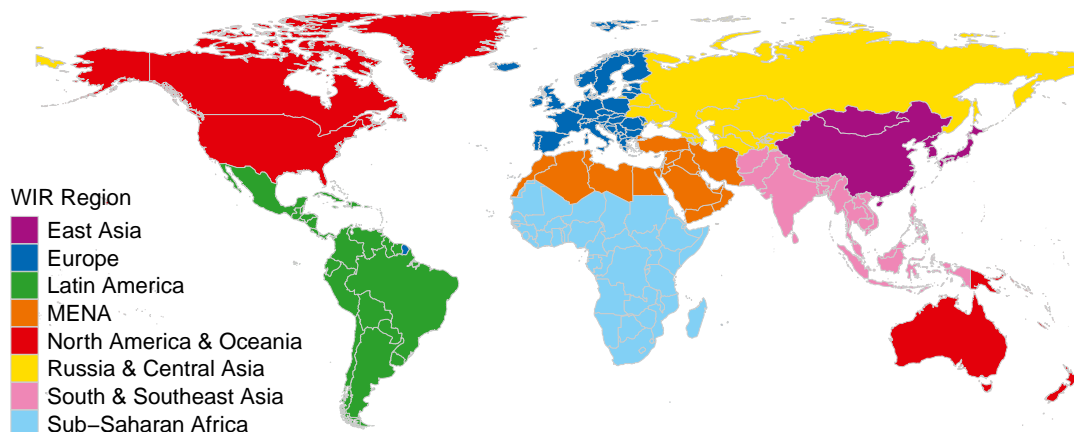 WIR Region
East Asia
Europe
Latin America
MENA
North America & Oceania
Russia & Central Asia
South & Southeast Asia
Sub−Saharan Africa